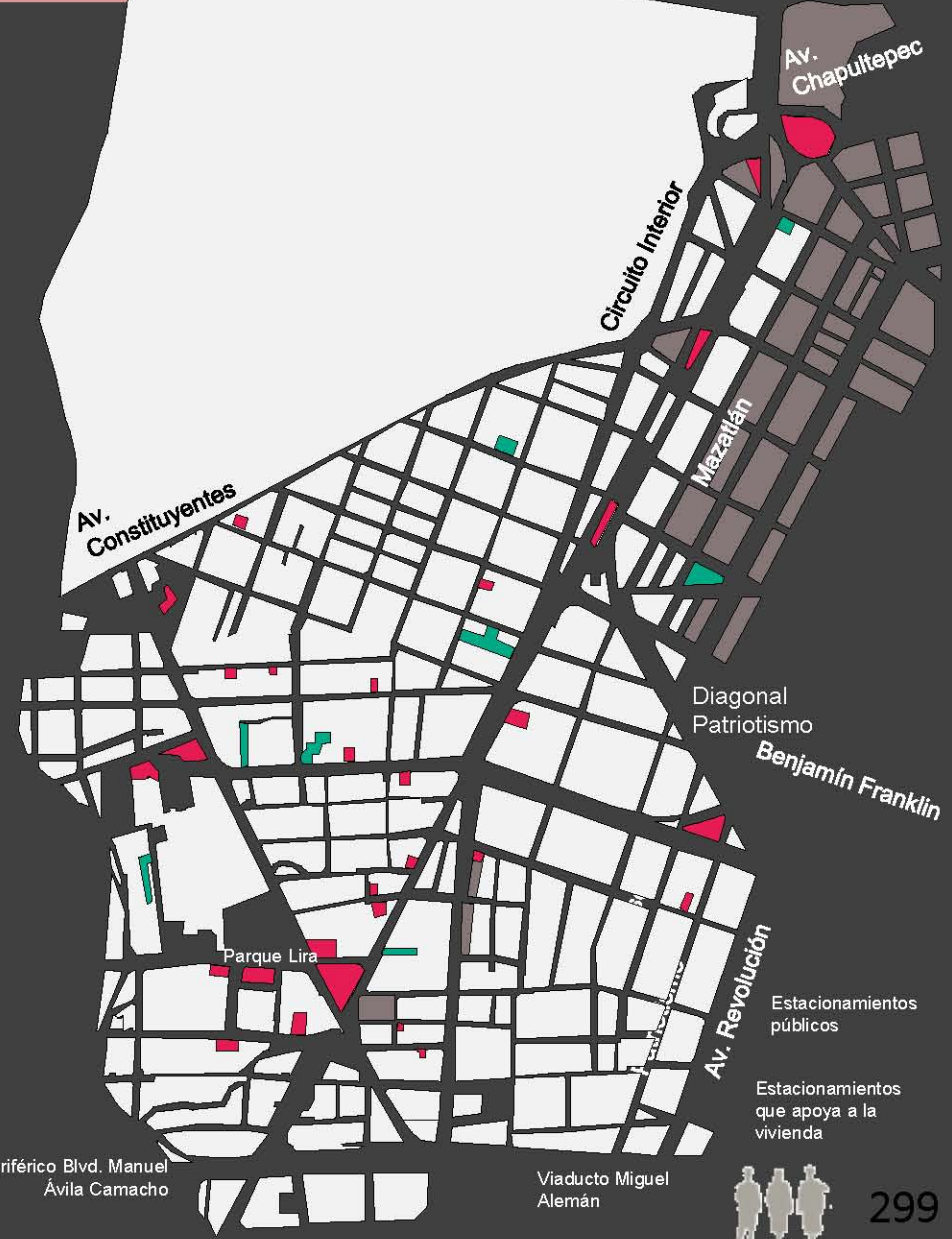 Av.
Chapultepec
Circuito Interior
Mazatlán
Av.
Constituyentes
Diagonal
Patriotismo
Benjamín Franklin
Parque Lira
Av. Revolución
Estacionamientos
públicos
Estacionamientos
que apoya a la
vivienda
riférico Blvd. Manuel
Ávila Camacho
Viaducto Miguel
Alemán
299